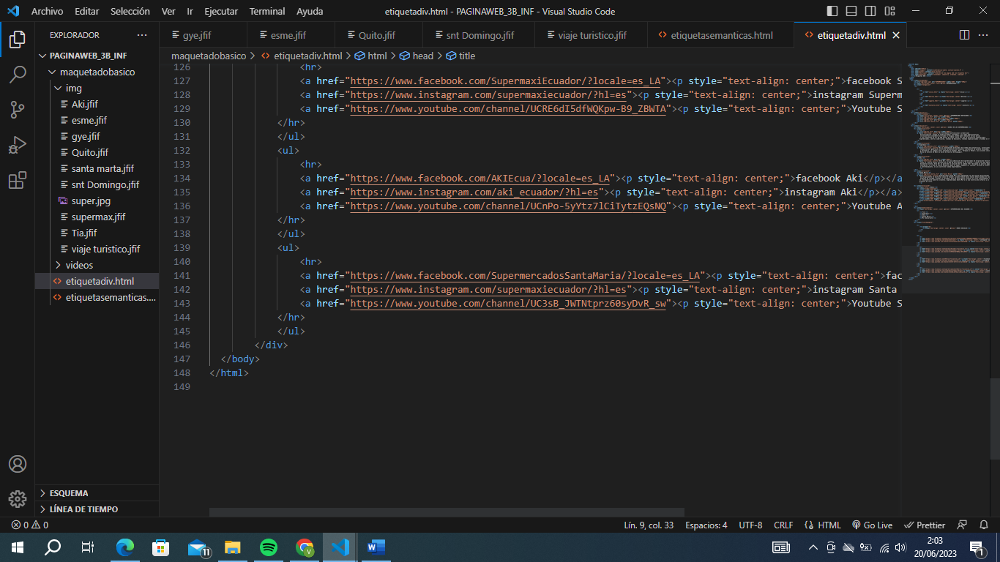 Archivo Editar Selección Ver Ir Ejecutar Terminal Ayuda etiquetadiv.html - PAGINAWEB_3B_INF - Visual Studio Code
EXPLORADOR ···
gye.jfif esme.jfif Quito.jfif snt Domingo.jfif viaje turistico.jfif etiquetasemanticas.html etiquetadiv.html
PAGINAWEB_3B_INF
maquetadobasico
img
Aki.jfif
esme.jfif
gye.jfif
Quito.jfif
santa marta.jfif
snt Domingo.jfif
super.jpg
supermax.jfif
Tia.jfif
viaje turistico.jfif
videos
etiquetadiv.html
etiquetasemanticas....
ESQUEMA
LÍNEA DE TIEMPO
maquetadobasico > etiquetadiv.html > html > head > title
126 <hr>
127 <a href="https://www.facebook.com/SupermaxiEcuador/?locale=es_LA"><p style="text-align: center;">facebook S
128 <a href="https://www.instagram.com/supermaxiecuador/?hl=es"><p style="text-align: center;">instagram Superm
129 <a href="https://www.youtube.com/channel/UCRE6dI5dfWQKpw-B9_ZBWTA"><p style="text-align: center;">Youtube S
130 </hr>
131 </ul>
132 <ul>
133 <hr>
134 <a href="https://www.facebook.com/AKIEcua/?locale=es_LA"><p style="text-align: center;">facebook Aki</p></a
135 <a href="https://www.instagram.com/aki_ecuador/?hl=es"><p style="text-align: center;">instagram Aki</p></a>
136 <a href="https://www.youtube.com/channel/UCnPo-5yYtz7lCiTytzEQsNQ"><p style="text-align: center;">Youtube A
137 </hr>
138 </ul>
139 <ul>
140 <hr>
141 <a href="https://www.facebook.com/SupermercadosSantaMaria/?locale=es_LA"><p style="text-align: center;">fac
142 <a href="https://www.instagram.com/supermaxiecuador/?hl=es"><p style="text-align: center;">instagram Santa
143 <a href="https://www.youtube.com/channel/UC3sB_JWTNtprz60syDvR_sw"><p style="text-align: center;">Youtube S
144 </hr>
145 </ul>
146 </div>
147 </body>
148 </html>
149
0 0 Lín. 9, col. 33 Espacios: 4 UTF-8 CRLF HTML Go Live Prettier
11 V W 2:03
20/06/2023 1